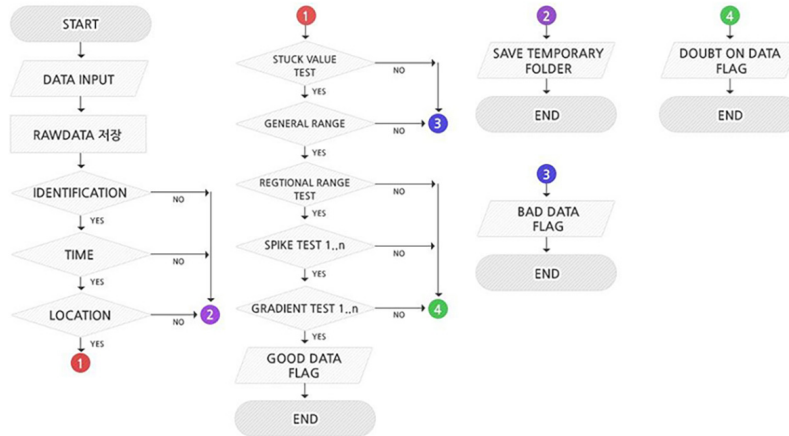 START
DATA INPUT
RAWDATA 저장
IDENTIFICATION
NO
YES
TIME
NO
YES
LOCATION
NO
2
YES
1
1
STUCK VALUE
TEST
NO
YES
GENERAL RANGE
NO
3
YES
REGTIONAL RANGE
TEST
NO
YES
SPIKE TEST 1..n
NO
YES
GRADIENT TEST 1..n
NO
4
YES
GOOD DATA
FLAG
END
2
SAVE TEMPORARY
FOLDER
END
3
BAD DATA
FLAG
END
4
DOUBT ON DATA
FLAG
END